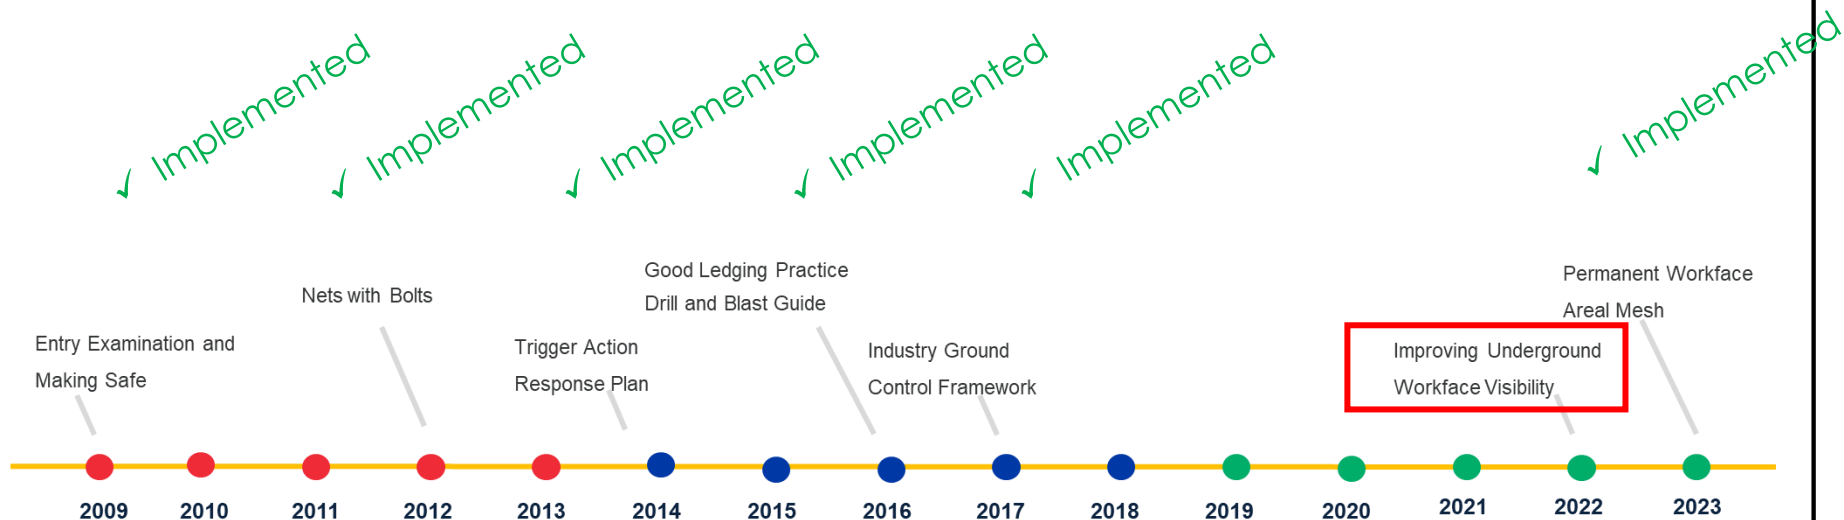 ✓ Implemented
✓ Implemented
✓ Implemented
✓ Implemented
✓ Implemented
✓ Implemented
Entry Examination and
Making Safe
Nets with Bolts
Trigger Action
Response Plan
Good Ledging Practice
Drill and Blast Guide
Industry Ground
Control Framework
Improving Underground
Workface Visibility
Permanent Workface
Areal Mesh
2009 2010 2011 2012 2013 2014 2015 2016 2017 2018 2019 2020 2021 2022 2023